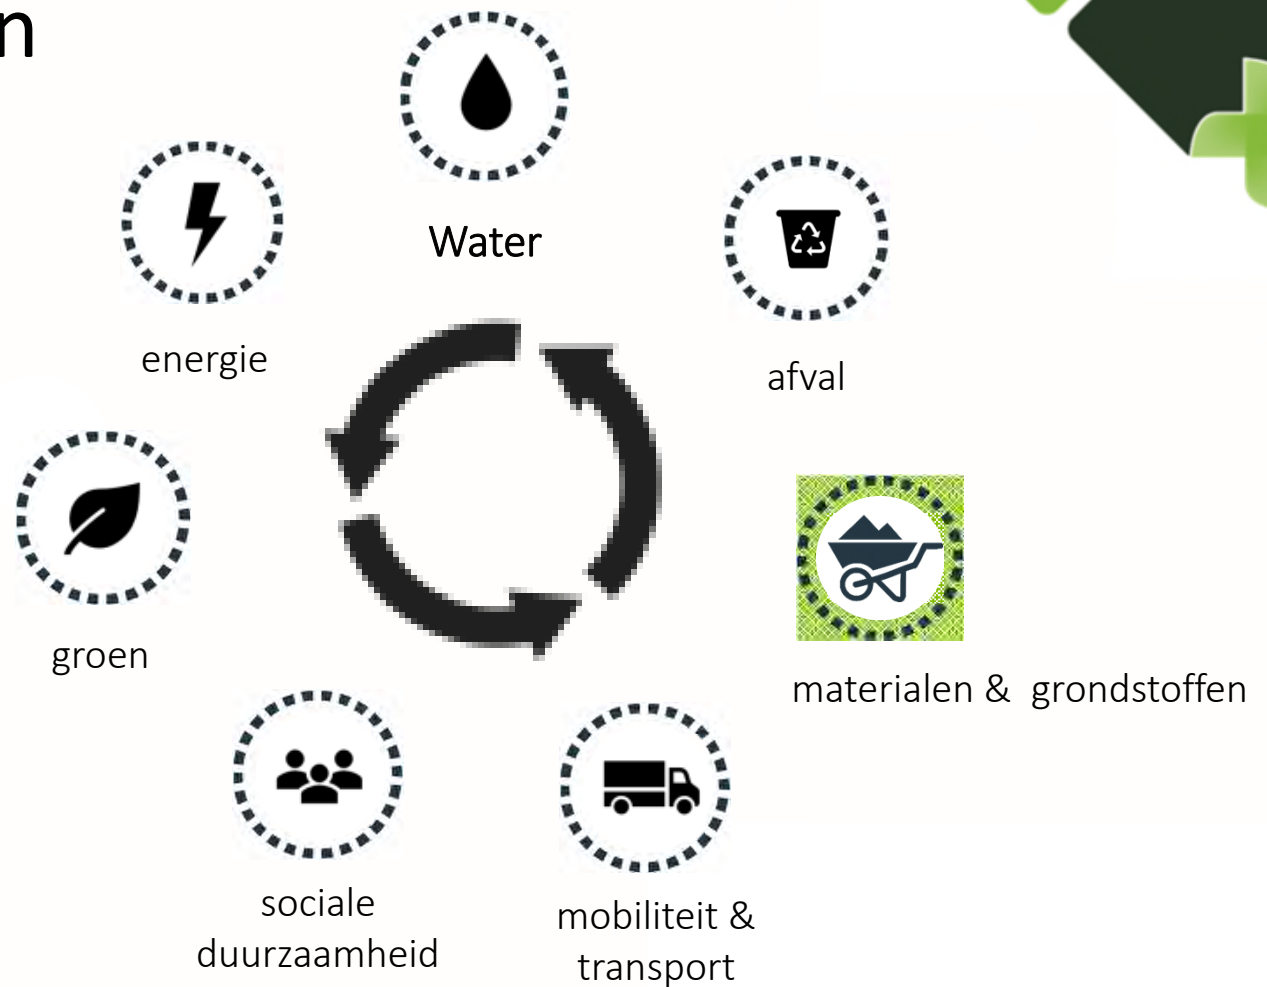 n
Water
energie
afval
groen
materialen & grondstoffen
sociale
duurzaamheid
mobiliteit &
transport